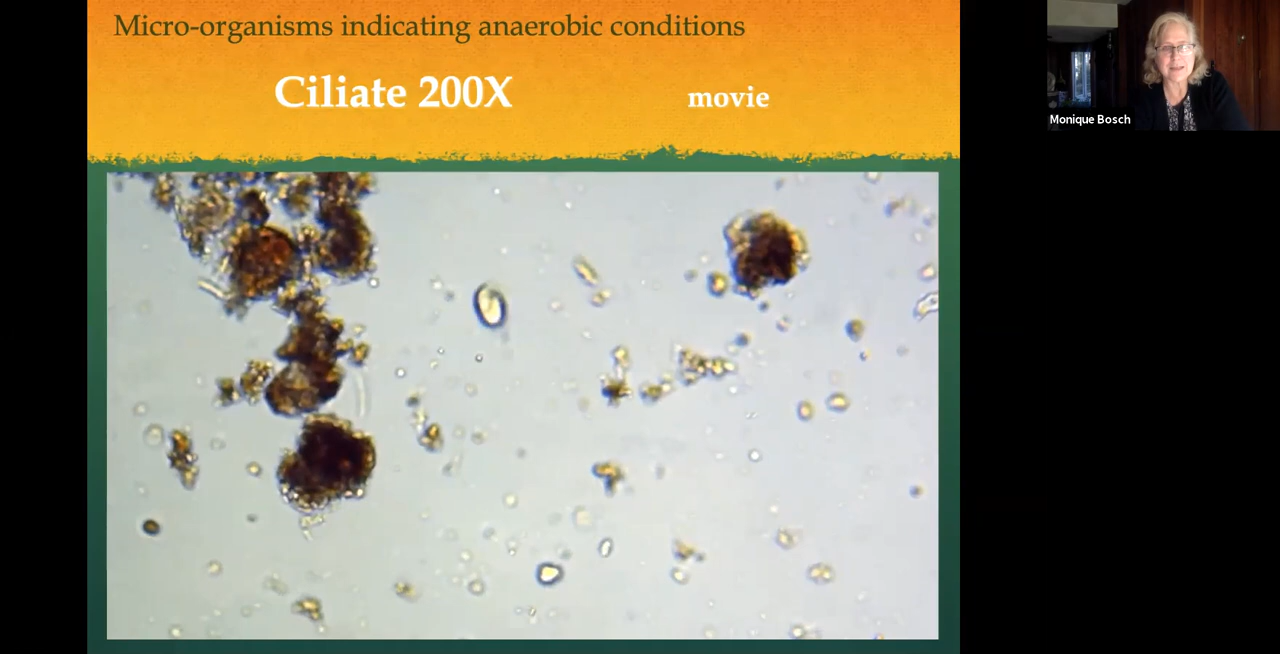 Micro-organisms indicating anaerobic conditions
Ciliate 200X
movie
Monique Bosch